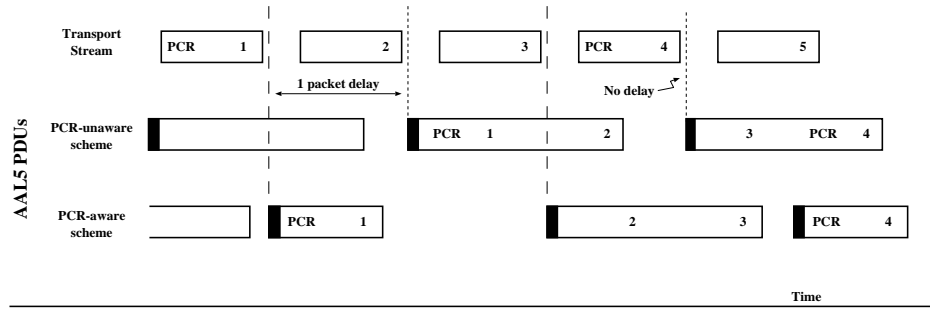 Transport
Stream
PCR 1
2
3
PCR 4
5
1 packet delay
No delay
AAL5 PDUs
PCR-unaware
scheme
PCR 1 2
3 PCR 4
PCR-aware
scheme
PCR 1
2 3
PCR 4
Time